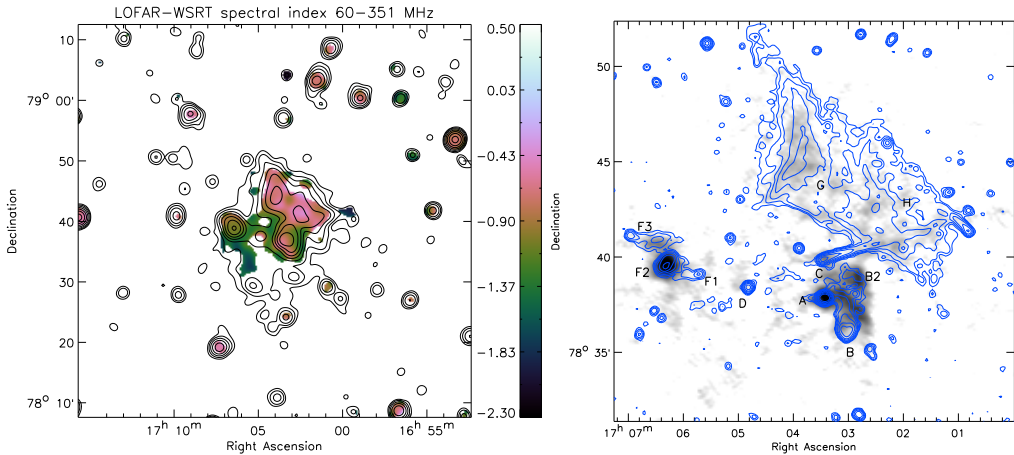 LOFAR-WSRT spectral index 60-351 MHz
10
79° 00'
50
40
30
20
78° 10'
Declination
17h 10m
05
00
16h 55m
Right Ascension
0.50
0.03
−0.43
−0.90
−1.37
−1.83
−2.30
50
45
40
78° 35'
Declination
G
H
F3
F2
F1
C
B2
A
D
B
17h 07m
06
05
04
03
02
01
Right Ascension